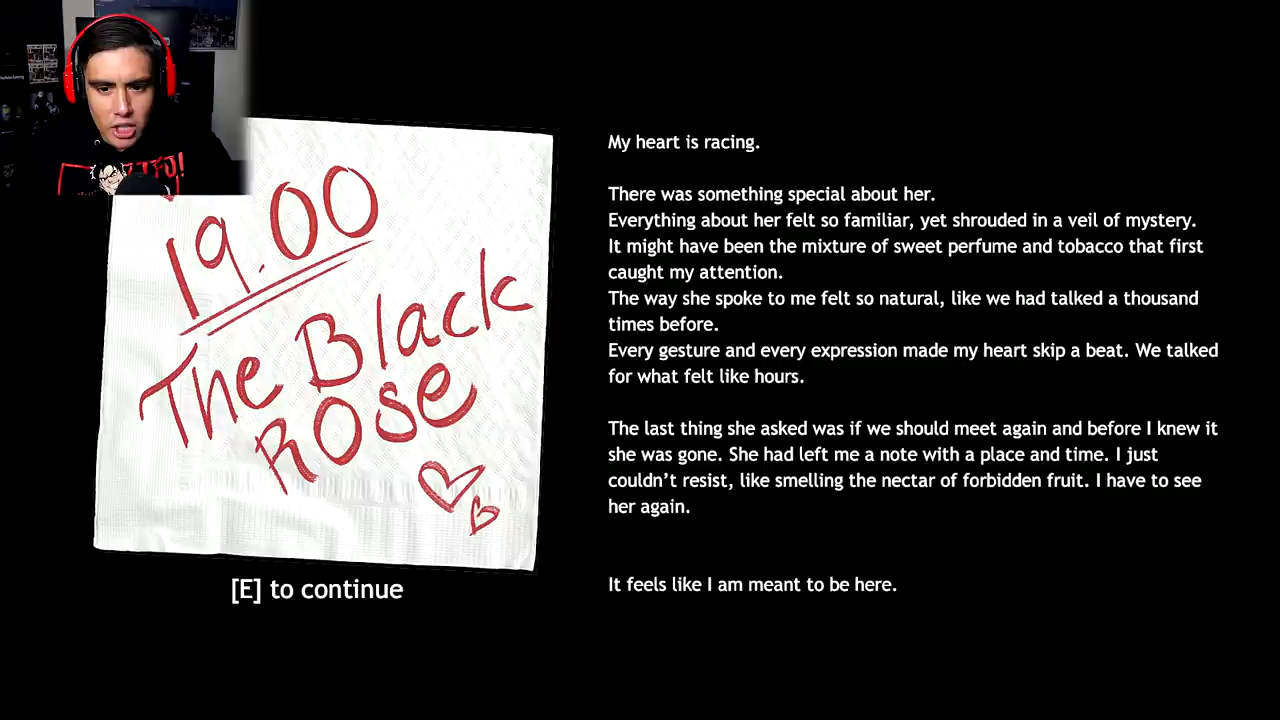 19.00
The Black
Rose
[E] to continue
My heart is racing.
There was something special about her.
Everything about her felt so familiar, yet shrouded in a veil of mystery.
It might have been the mixture of sweet perfume and tobacco that first
caught my attention.
The way she spoke to me felt so natural, like we had talked a thousand
times before.
Every gesture and every expression made my heart skip a beat. We talked
for what felt like hours.
The last thing she asked was if we should meet again and before I knew it
she was gone. She had left me a note with a place and time. I just
couldn't resist, like smelling the nectar of forbidden fruit. I have to see
her again.
It feels like I am meant to be here.